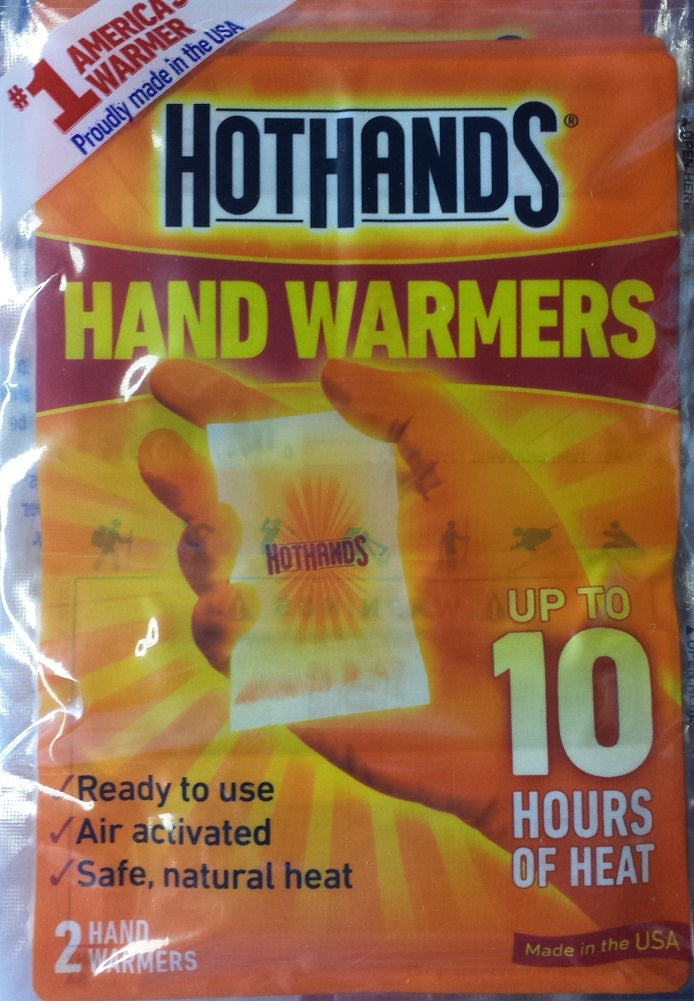 #1 AMERICA'S
WARMER
Proudly made in the USA
HOTHANDS®
HAND WARMERS
HOTHANDS
UP TO
10
HOURS
OF HEAT
✓Ready to use
✓Air activated
✓Safe, natural heat
2 HAND
WARMERS
Made in the USA